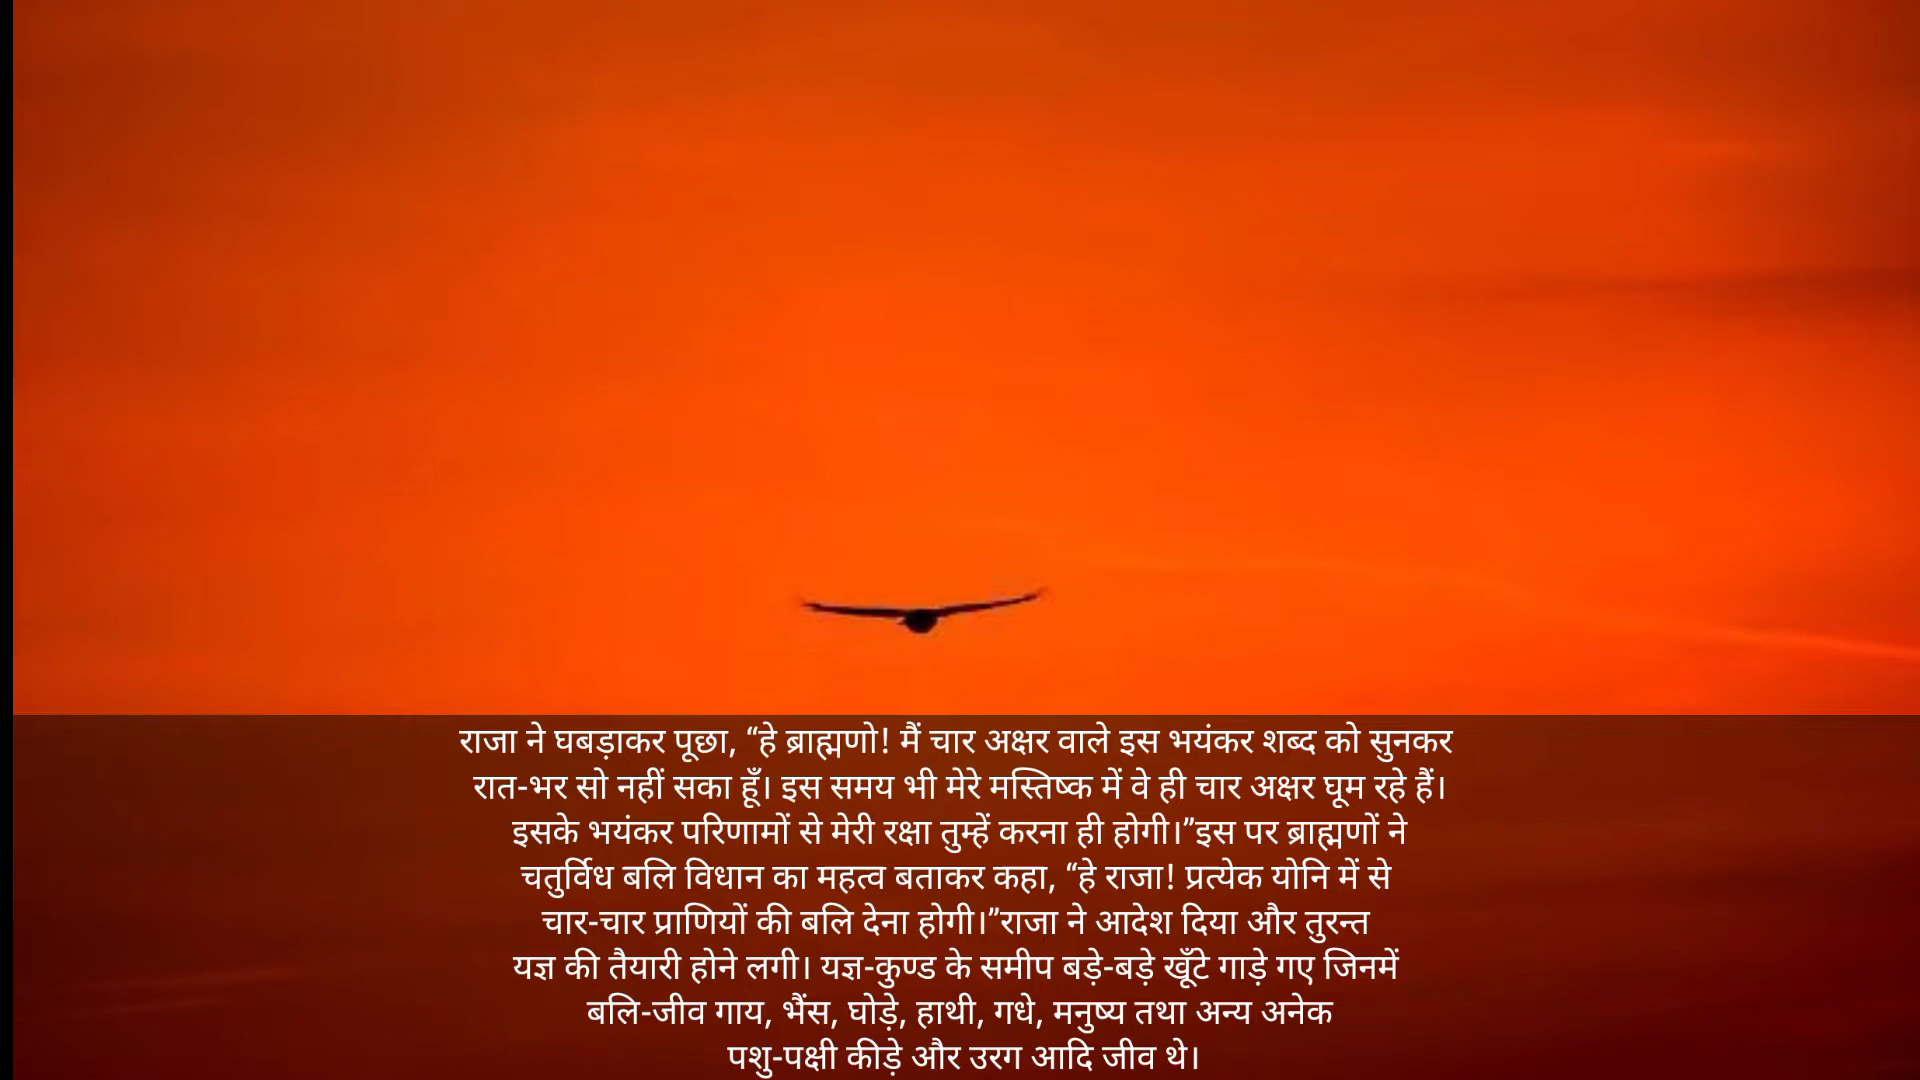 राजा ने घबड़ाकर पूछा, “हे ब्राह्मणो! मैं चार अक्षर वाले इस भयंकर शब्द को सुनकर
रात-भर सो नहीं सका हूँ। इस समय भी मेरे मस्तिष्क में वे ही चार अक्षर घूम रहे हैं।
इसके भयंकर परिणामों से मेरी रक्षा तुम्हें करना ही होगी।”इस पर ब्राह्मणों ने
चतुर्विध बलि विधान का महत्व बताकर कहा, “हे राजा! प्रत्येक योनि में से
चार-चार प्राणियों की बलि देना होगी।”राजा ने आदेश दिया और तुरन्त
यज्ञ की तैयारी होने लगी। यज्ञ-कुण्ड के समीप बड़े-बड़े खूँटे गाड़े गए जिनमें
बलि-जीव गाय, भैंस, घोड़े, हाथी, गधे, मनुष्य तथा अन्य अनेक
पशु-पक्षी कीड़े और उरग आदि जीव थे।